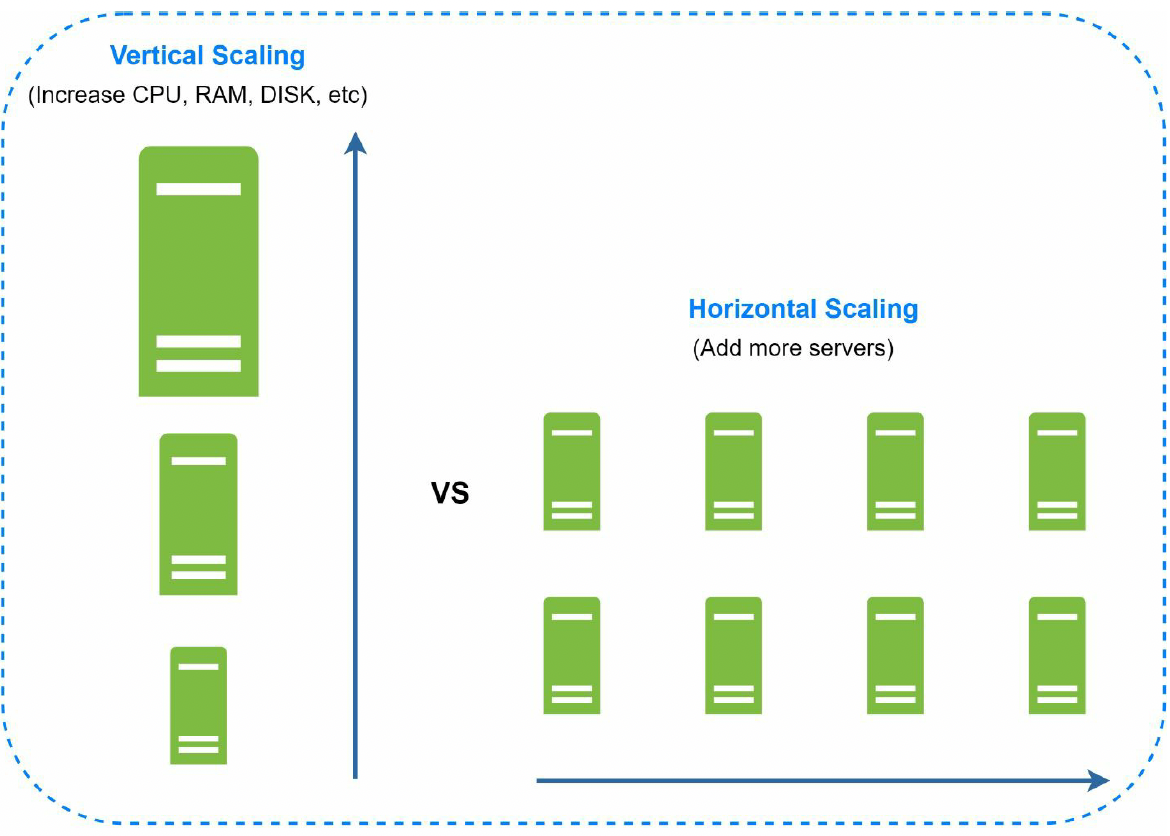 Vertical Scaling
(Increase CPU, RAM, DISK, etc)
Horizontal Scaling
(Add more servers)
VS